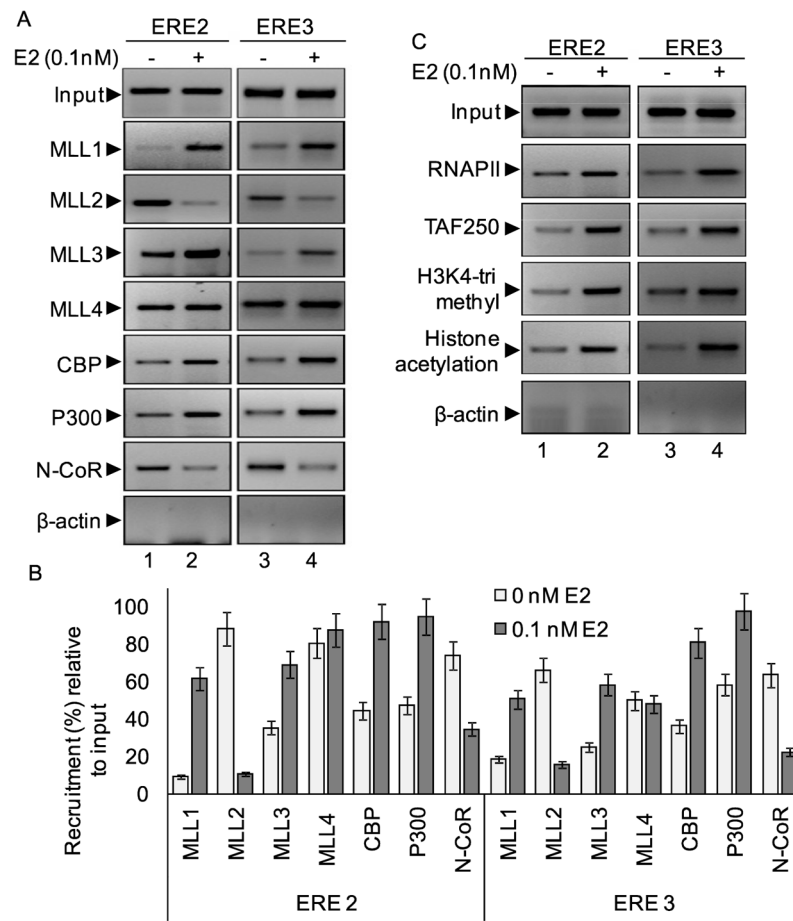 A
ERE2 ERE3
E2 (0.1nM) - + - +
Input
MLL1
MLL2
MLL3
MLL4
CBP
P300
N-CoR
β-actin
1 2 3 4
C
ERE2 ERE3
E2 (0.1nM) - + - +
Input
RNAPII
TAF250
H3K4-tri
methyl
Histone
acetylation
β-actin
1 2 3 4
B
Recruitment (%) relative
to input
100
80
60
40
20
0
0 nM E2
0.1 nM E2
MLL1 MLL2 MLL3 MLL4 CBP P300 N-CoR MLL1 MLL2 MLL3 MLL4 CBP P300 N-CoR
ERE 2 ERE 3